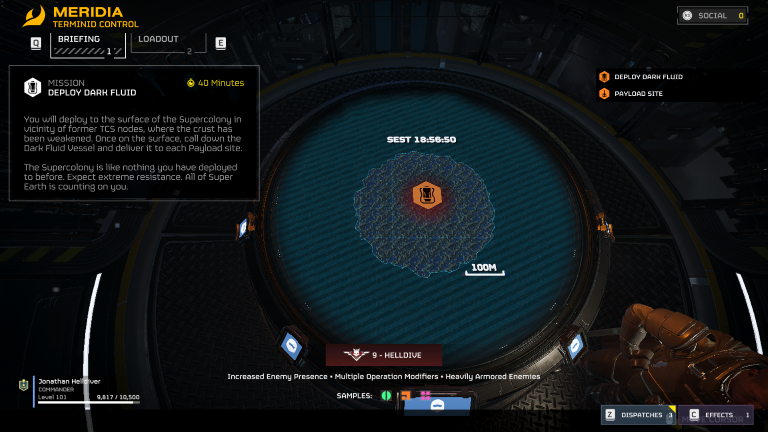 MERIDIA
TERMINID CONTROL
SOCIAL 0
Q
BRIEFING
1
LOADOUT
2
E
MISSION
DEPLOY DARK FLUID
40 Minutes
You will deploy to the surface of the Supercolony in
vicinity of former TCS nodes, where the crust has
been weakened. Once on the surface, call down the
Dark Fluid Vessel and deliver it to each Payload site.
The Supercolony is like nothing you have deployed
to before. Expect extreme resistance. All of Super
Earth is counting on you.
DEPLOY DARK FLUID
PAYLOAD SITE
SEST 18:56:50
100M
9 - HELLDIVE
Increased Enemy Presence • Multiple Operation Modifiers • Heavily Armored Enemies
SAMPLES:
Jonathan Helldiver
COMMANDER
Level 101
9,817 / 10,500
Z DISPATCHES 3
C EFFECTS 1
CURSOR